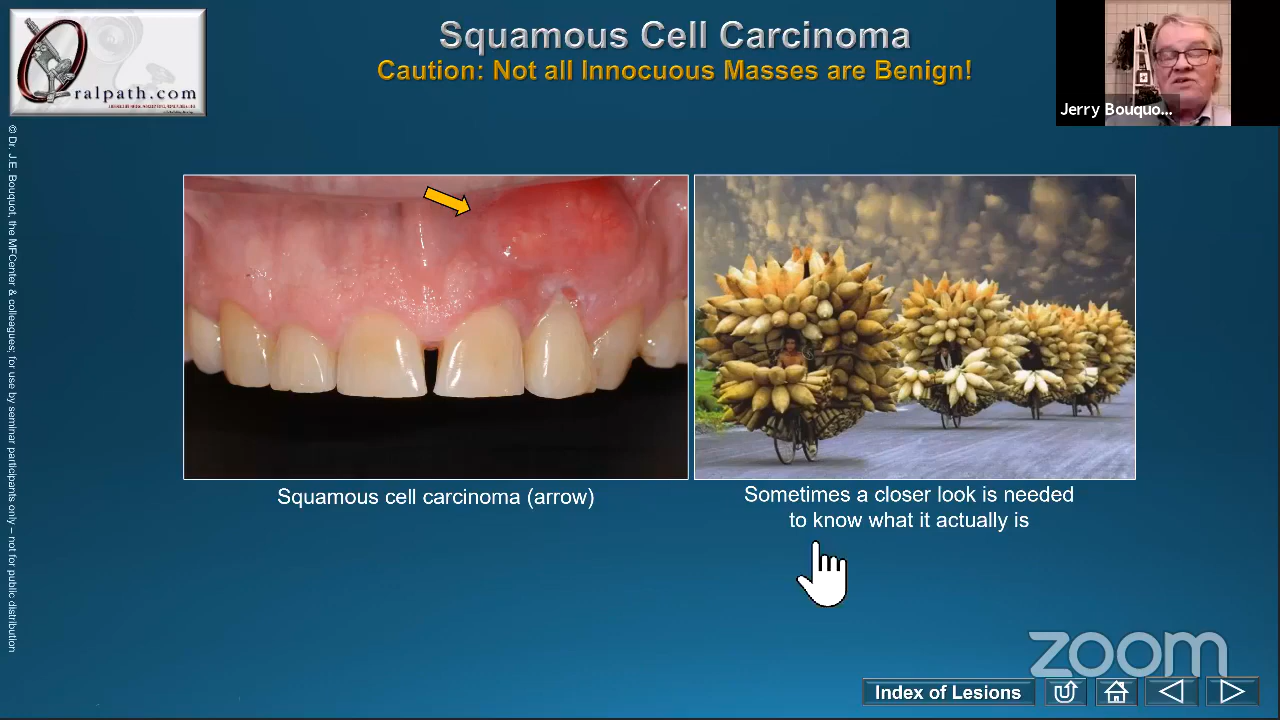 Squamous Cell Carcinoma
Caution: Not all Innocuous Masses are Benign!
Oralpath.com
Jerry Bouquo...
© Dr. J.E. Bouquot, the MFCenter & colleagues; for use by seminar participants only – not for public distribution
Squamous cell carcinoma (arrow)
Sometimes a closer look is needed
to know what it actually is
zoom
Index of Lesions